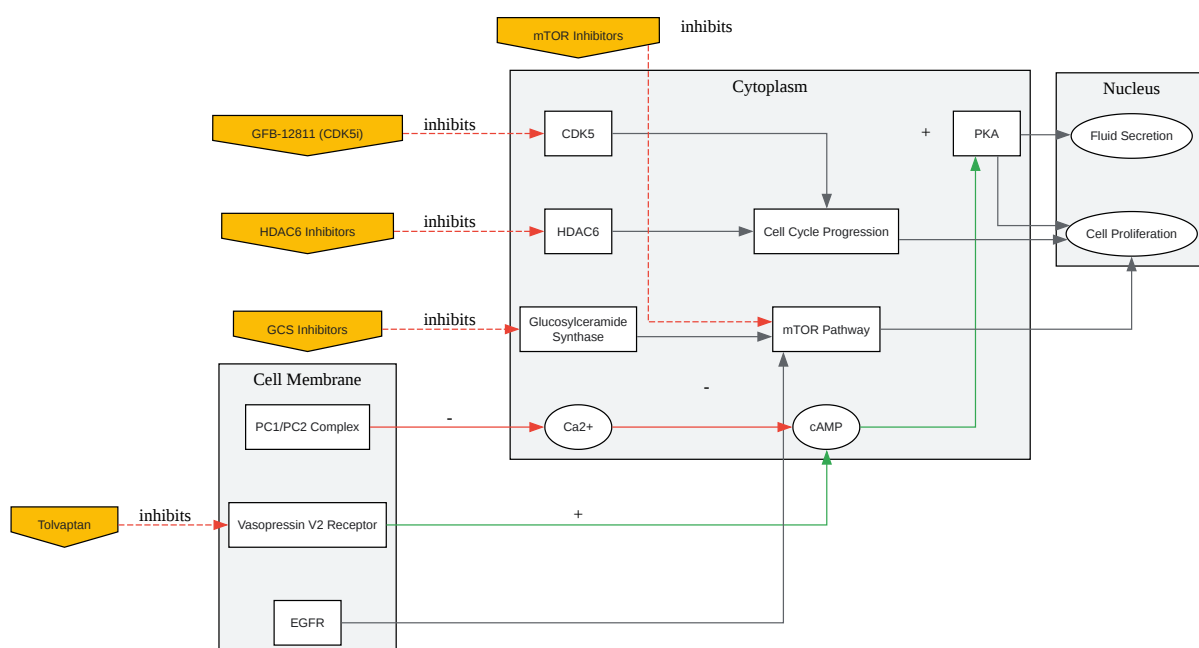 mTOR Inhibitors
inhibits
Cytoplasm
Nucleus
GFB-12811 (CDK5i)
inhibits
CDK5
+
PKA
Fluid Secretion
HDAC6 Inhibitors
inhibits
HDAC6
Cell Cycle Progression
Cell Proliferation
GCS Inhibitors
inhibits
Glucosylceramide
Synthase
mTOR Pathway
Cell Membrane
-
PC1/PC2 Complex
-
Ca2+
cAMP
Tolvaptan
inhibits
Vasopressin V2 Receptor
+
EGFR